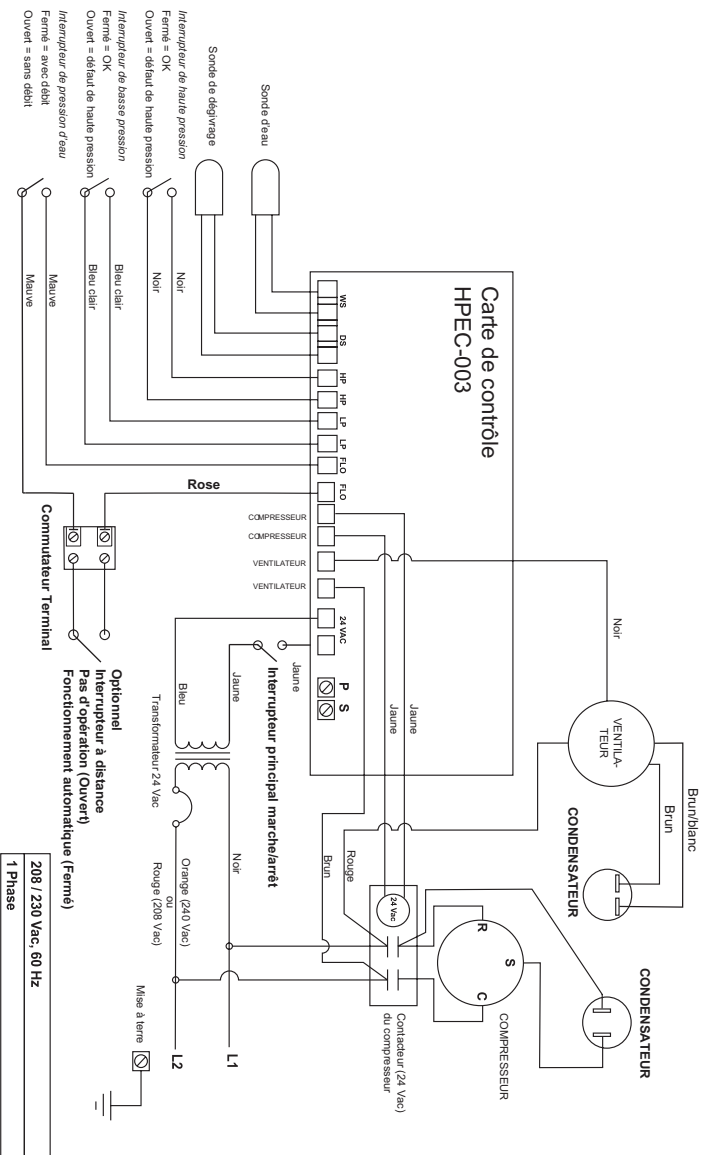 Interrupteur de pression d'eau
Fermé = avec débit
Ouvert = sans débit
Interrupteur de basse pression
Fermé = OK
Ouvert = défaut de haute pression
Interrupteur de haute pression
Fermé = OK
Ouvert = défaut de haute pression
Sonde de dégivrage
Sonde d'eau
Mauve
Mauve
Bleu clair
Bleu clair
Noir
Noir
Carte de contrôle
HPEC-003
WS
DS
HP
HP
LP
LP
FLO
FLO
COMPRESSEUR
COMPRESSEUR
VENTILATEUR
VENTILATEUR
24 VAC
P
S
Rose
Commutateur Terminal
Optionnel
Interrupteur à distance
Pas d'opération (Ouvert)
Fonctionnement automatique (Fermé)
Jaune
Interrupteur principal marche/arrêt
Jaune
Bleu
Transformateur 24 Vac
Noir
Orange (240 Vac)
ou
Rouge (208 Vac)
Jaune
Jaune
Noir
VENTILA-
TEUR
Brun/blanc
Brun
CONDENSATEUR
Rouge
Brun
24 Vac
Contacteur (24 Vac)
du compresseur
R
S
C
COMPRESSEUR
CONDENSATEUR
L1
L2
Mise à terre
208 / 230 Vac, 60 Hz
1 Phase